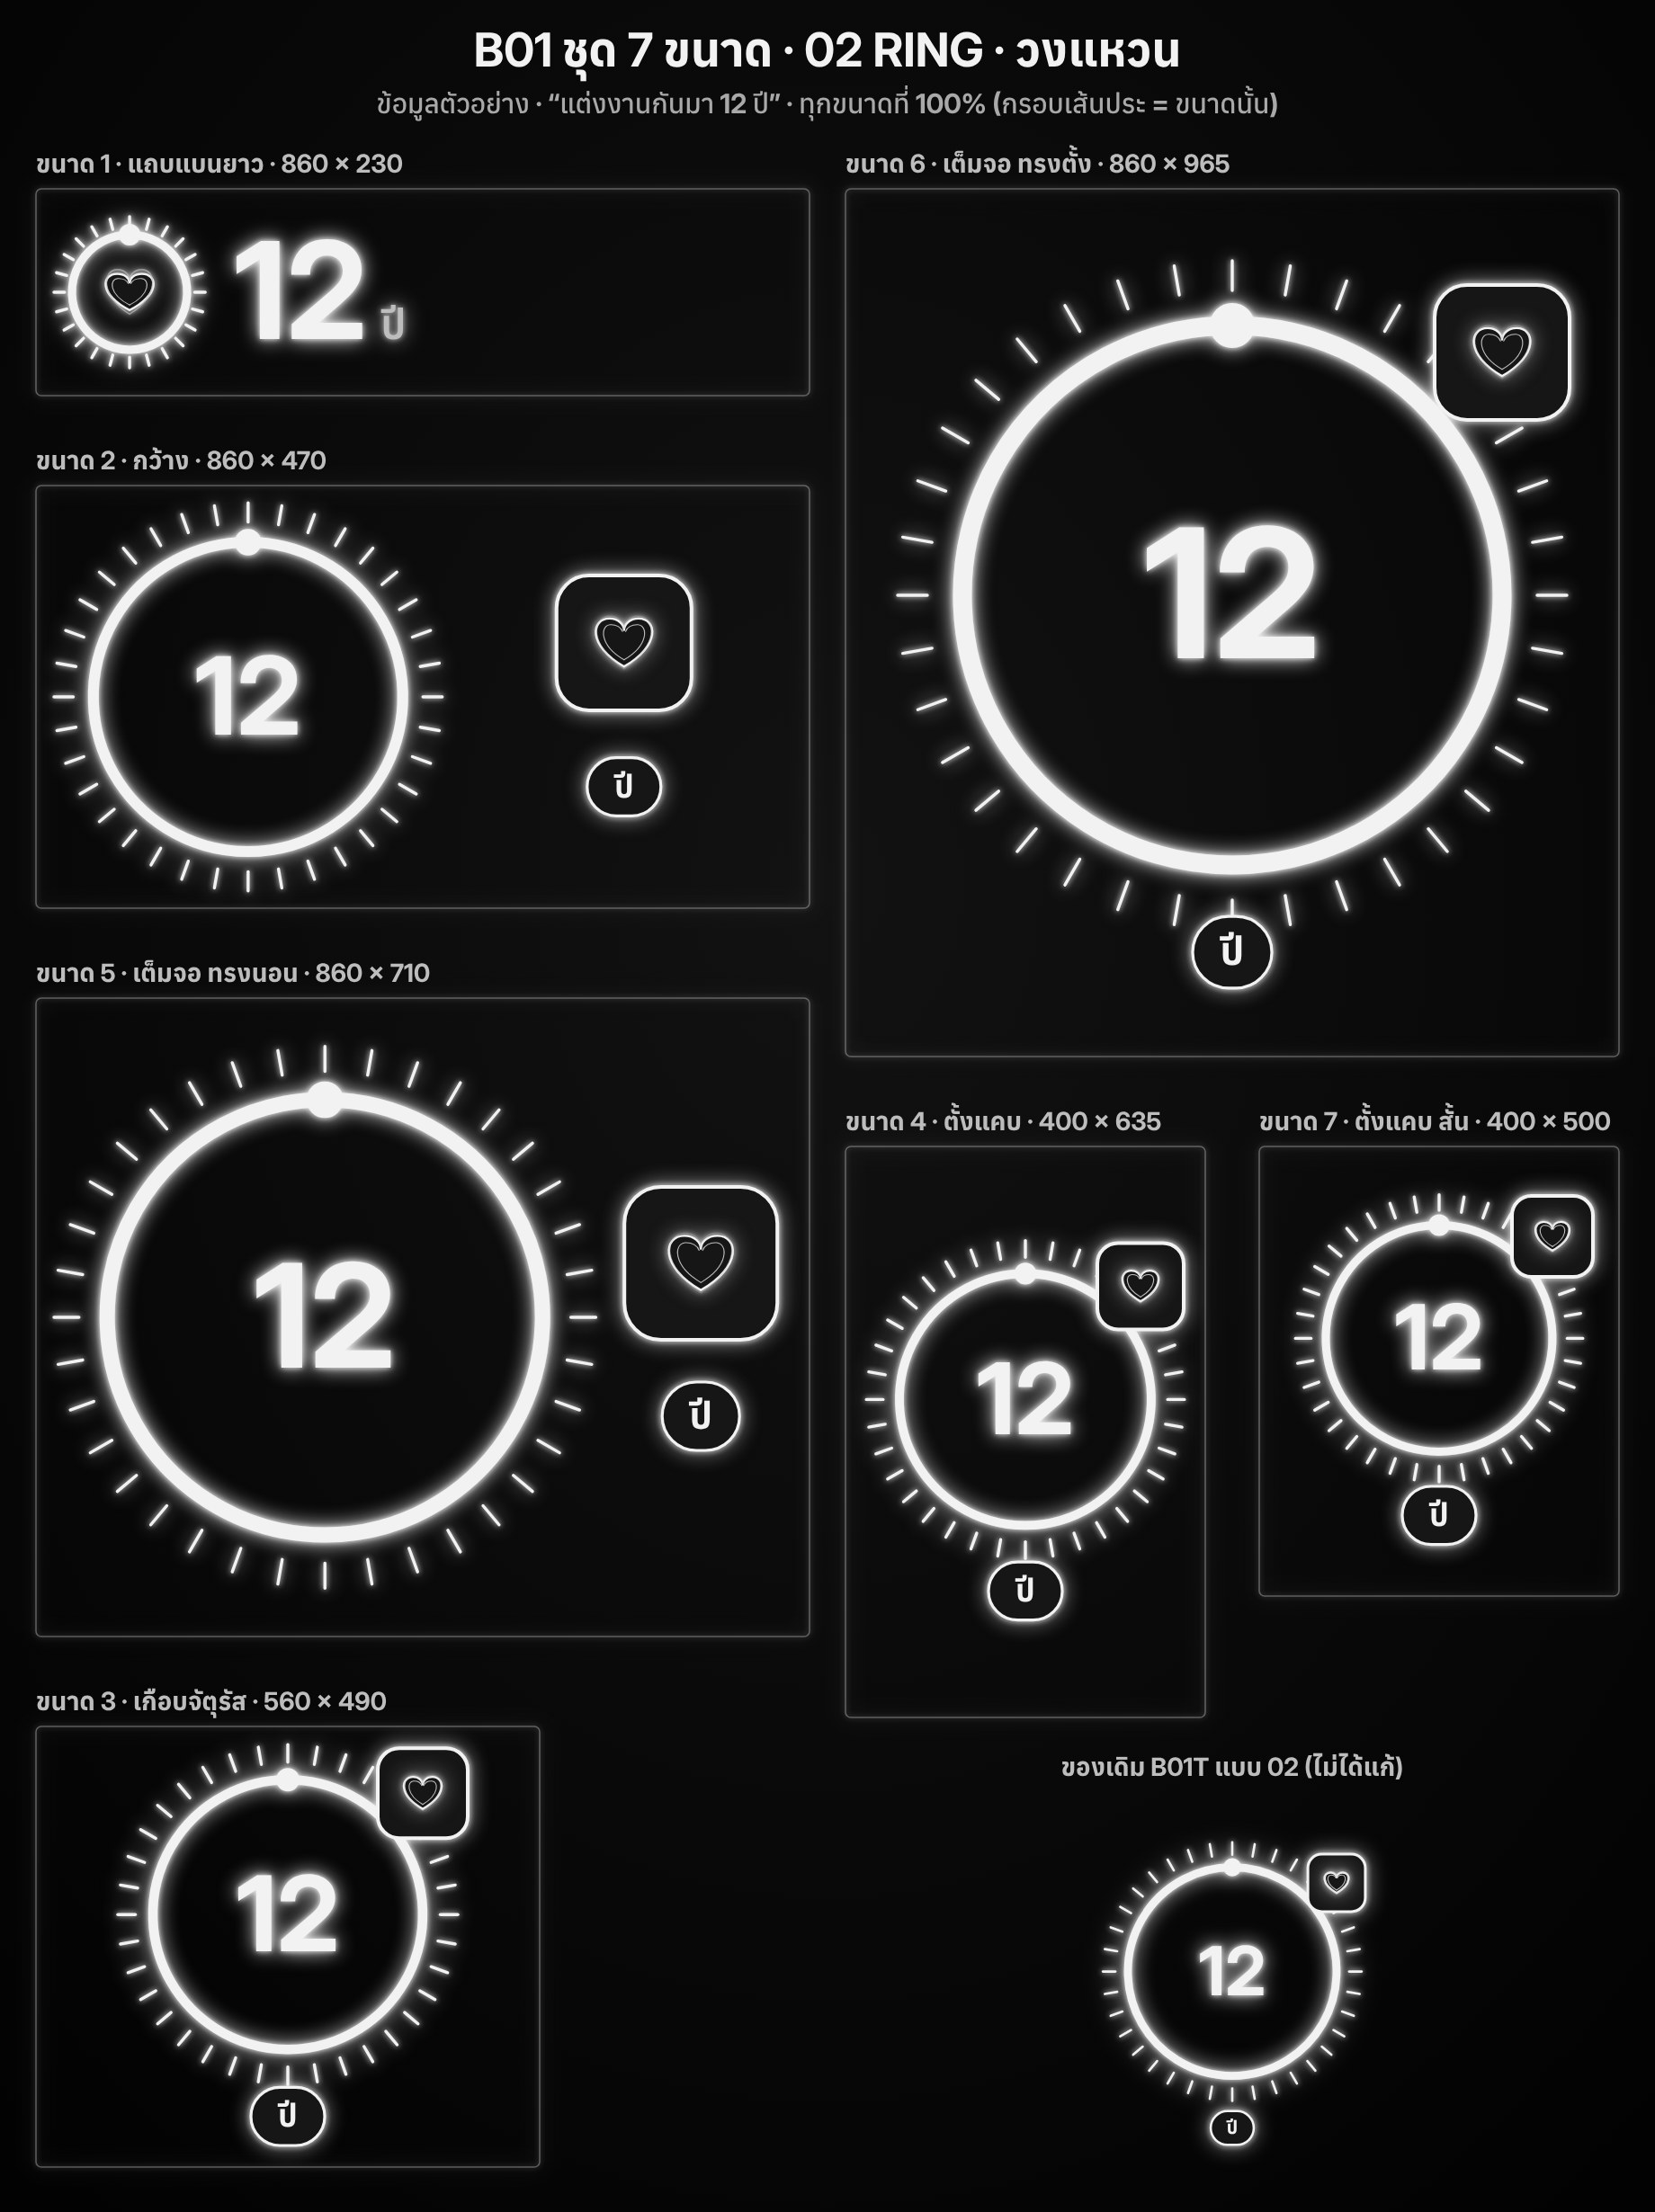 B01 ชุด 7 ขนาด · 02 RING · วงแหวน
ข้อมูลตัวอย่าง · “แต่งงานกันมา 12 ปี” · ทุกขนาดที่ 100% (กรอบเส้นประ = ขนาดนั้น)
ขนาด 1 · แถบแบนยาว · 860 × 230
12 ปี
ขนาด 2 · กว้าง · 860 × 470
12
ปี
ขนาด 5 · เต็มจอ ทรงนอน · 860 × 710
12
ปี
ขนาด 3 · เกือบจัตุรัส · 560 × 490
12
ปี
ขนาด 6 · เต็มจอ ทรงตั้ง · 860 × 965
12
ปี
ขนาด 4 · ตั้งแคบ · 400 × 635
12
ปี
ขนาด 7 · ตั้งแคบ สั้น · 400 × 500
12
ปี
ของเดิม B01T แบบ 02 (ไม่ได้แก้)
12
ปี